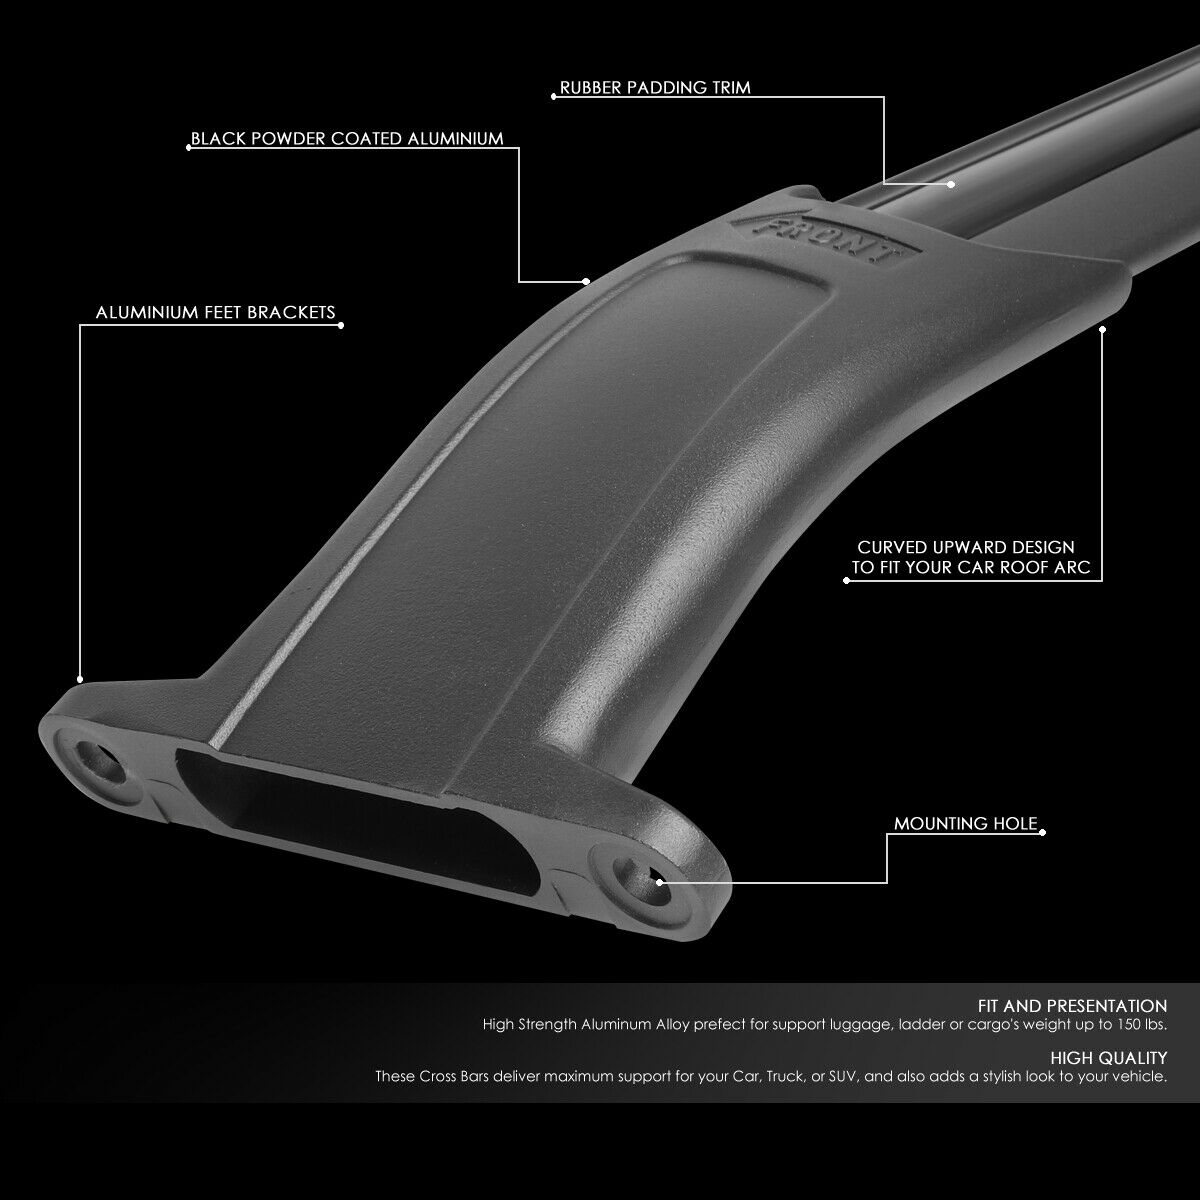 RUBBER PADDING TRIM
BLACK POWDER COATED ALUMINIUM
FRONT
ALUMINIUM FEET BRACKETS
CURVED UPWARD DESIGN
TO FIT YOUR CAR ROOF ARC
MOUNTING HOLE
FIT AND PRESENTATION
High Strength Aluminum Alloy prefect for support luggage, ladder or cargo's weight up to 150 lbs.
HIGH QUALITY
These Cross Bars deliver maximum support for your Car, Truck, or SUV, and also adds a stylish look to your vehicle.